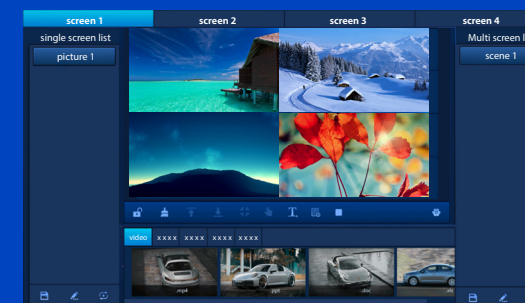 screen 1 screen 2 screen 3 screen 4
single screen list
Multi screen l
picture 1
scene 1
T
video xxxx xxxx xxxx xxxx
.mp4 .ppt .doc